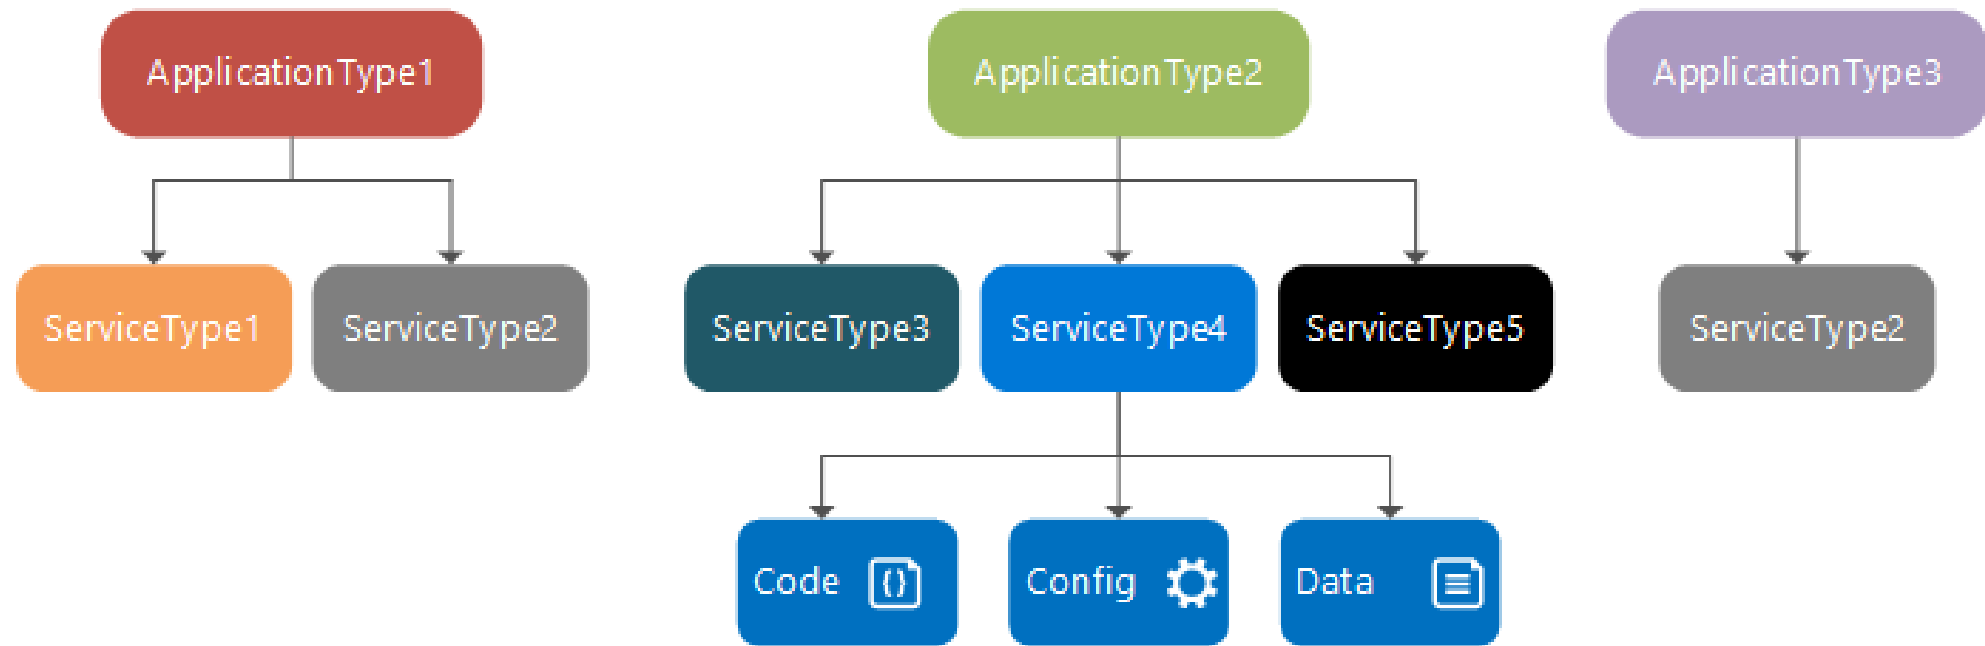 ApplicationType1
ApplicationType2
ApplicationType3
ServiceType1
ServiceType2
ServiceType3
ServiceType4
ServiceType5
ServiceType2
Code {}
Config
Data